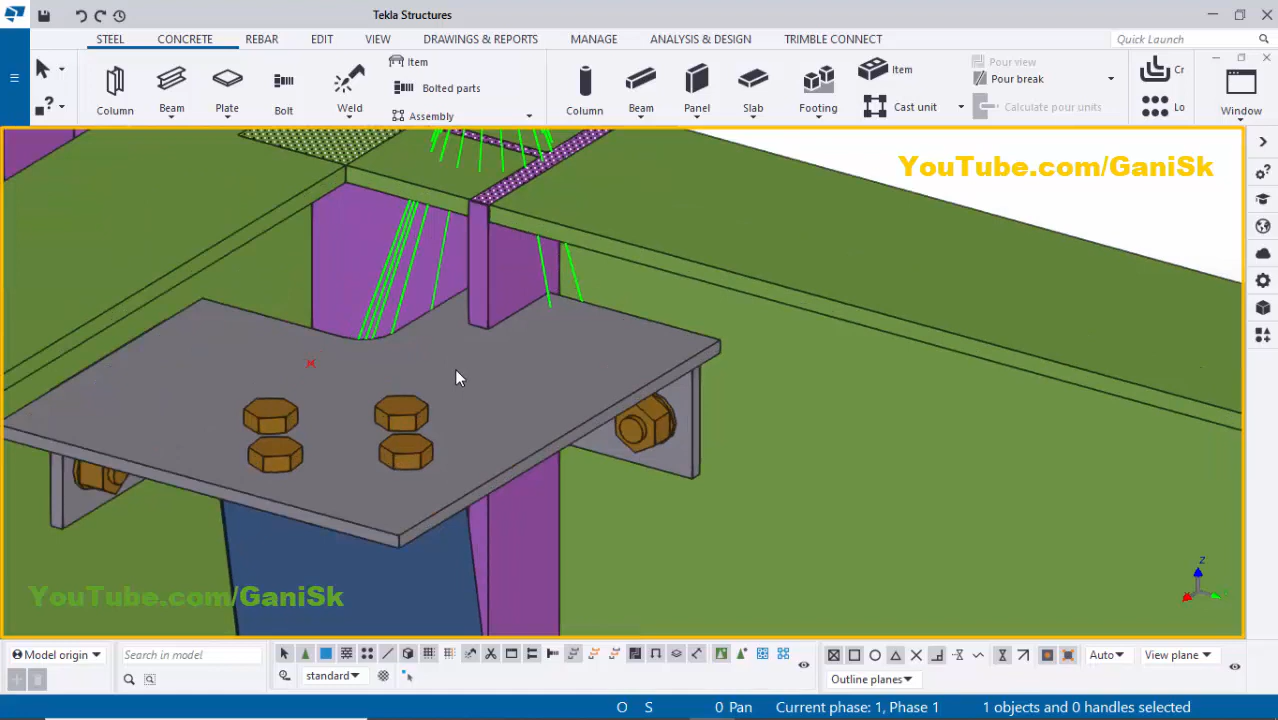 Tekla Structures
STEEL CONCRETE REBAR EDIT VIEW DRAWINGS & REPORTS MANAGE ANALYSIS & DESIGN TRIMBLE CONNECT Quick Launch
Column Beam Plate Bolt Weld
Item
Bolted parts
Assembly
Column Beam Panel Slab Footing
Item
Cast unit
Pour view
Pour break
Calculate pour units
Cr
Lo
Window
YouTube.com/GaniSk
Z
YouTube.com/GaniSk
Model origin Search in model
standard
Auto View plane
Outline planes
O S 0 Pan Current phase: 1, Phase 1 1 objects and 0 handles selected